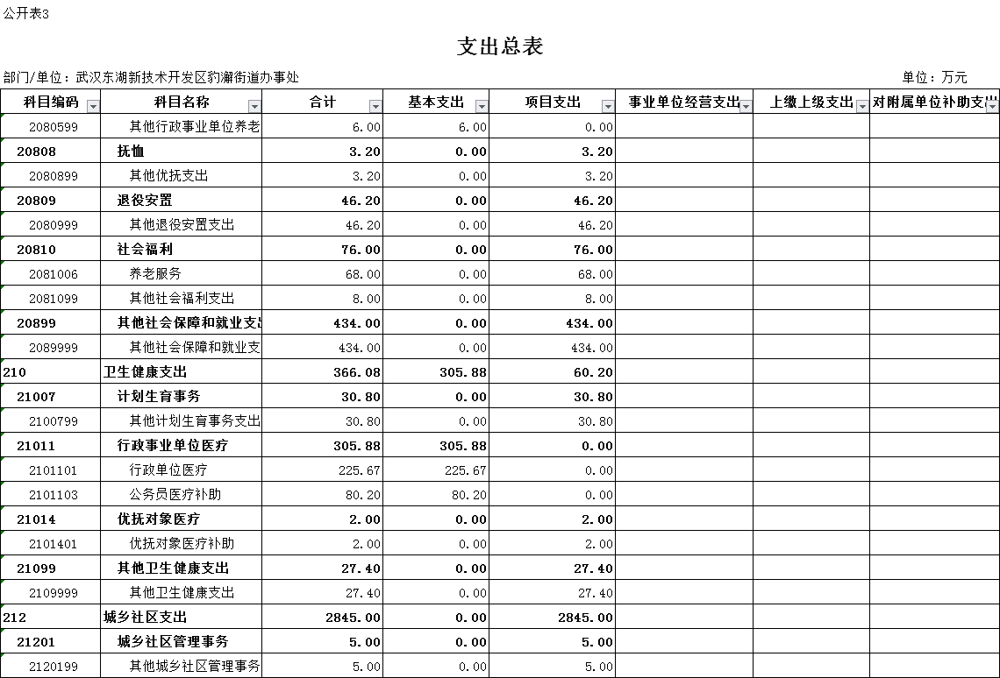 公开表3
支出总表
部门/单位：武汉东湖新技术开发区豹澥街道办事处 单位：万元
科目编码 科目名称 合计 基本支出 项目支出 事业单位经营支出 上缴上级支出 对附属单位补助支出
2080599 其他行政事业单位养老 6.00 6.00 0.00
20808 抚恤 3.20 0.00 3.20
2080899 其他优抚支出 3.20 0.00 3.20
20809 退役安置 46.20 0.00 46.20
2080999 其他退役安置支出 46.20 0.00 46.20
20810 社会福利 76.00 0.00 76.00
2081006 养老服务 68.00 0.00 68.00
2081099 其他社会福利支出 8.00 0.00 8.00
20899 其他社会保障和就业支出 434.00 0.00 434.00
2089999 其他社会保障和就业支 434.00 0.00 434.00
210 卫生健康支出 366.08 305.88 60.20
21007 计划生育事务 30.80 0.00 30.80
2100799 其他计划生育事务支出 30.80 0.00 30.80
21011 行政事业单位医疗 305.88 305.88 0.00
2101101 行政单位医疗 225.67 225.67 0.00
2101103 公务员医疗补助 80.20 80.20 0.00
21014 优抚对象医疗 2.00 0.00 2.00
2101401 优抚对象医疗补助 2.00 0.00 2.00
21099 其他卫生健康支出 27.40 0.00 27.40
2109999 其他卫生健康支出 27.40 0.00 27.40
212 城乡社区支出 2845.00 0.00 2845.00
21201 城乡社区管理事务 5.00 0.00 5.00
2120199 其他城乡社区管理事务 5.00 0.00 5.00